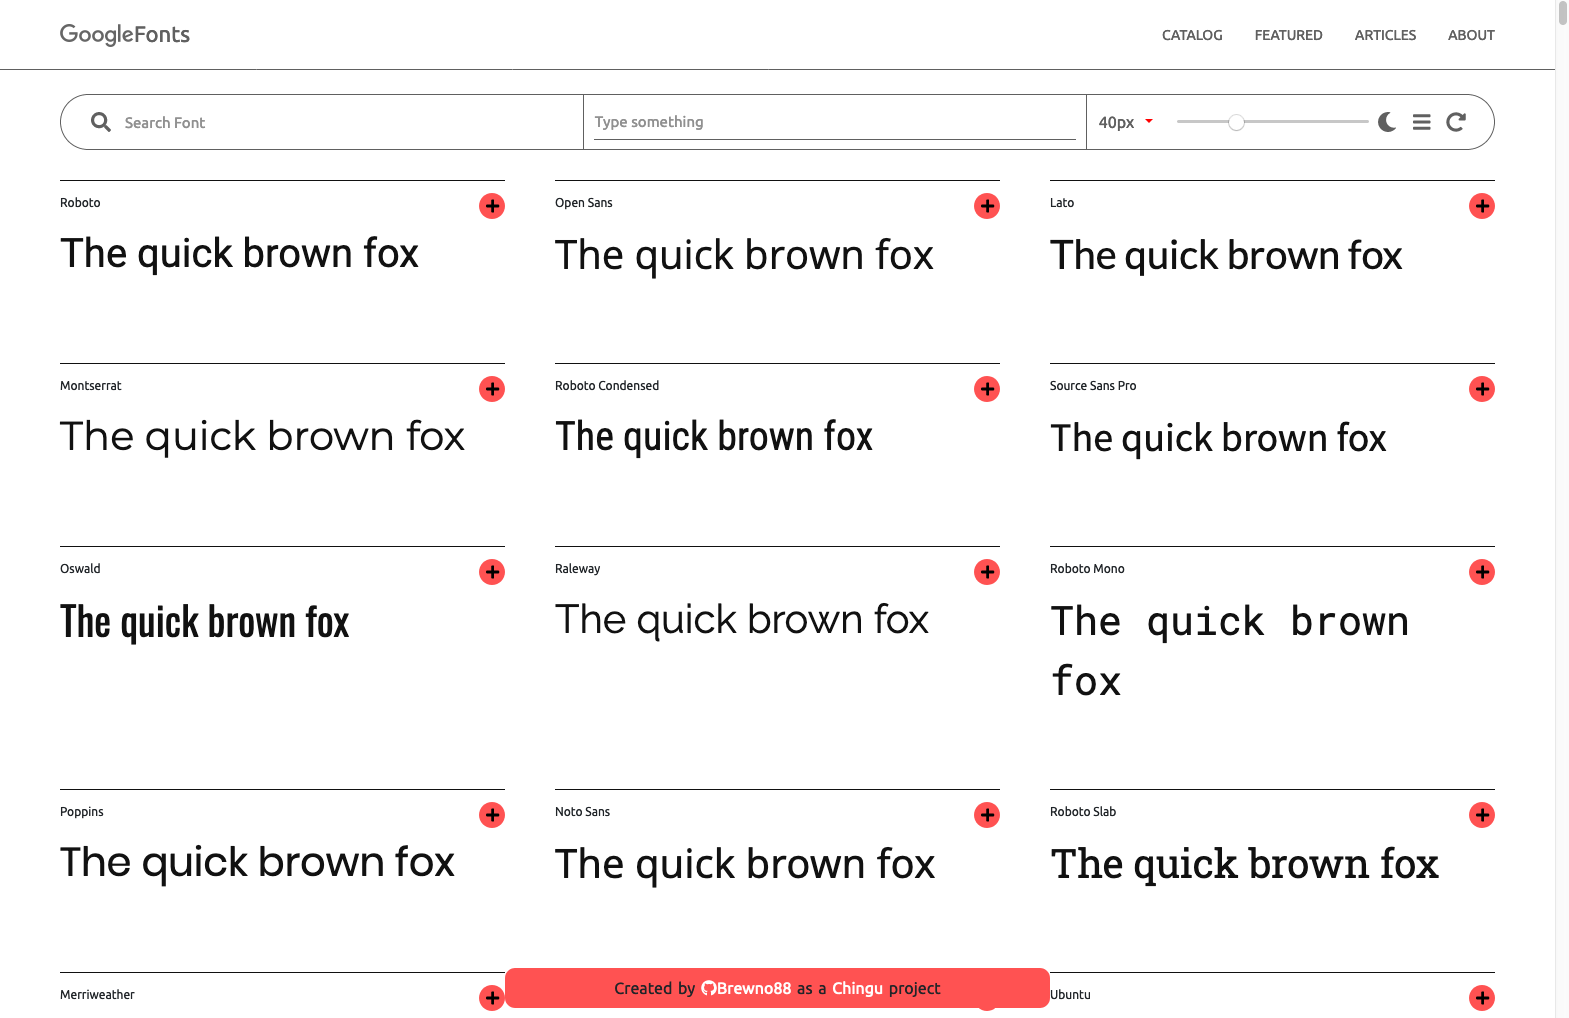 GoogleFonts
CATALOG FEATURED ARTICLES ABOUT
Search Font
Type something
40px
Roboto
The quick brown fox
Open Sans
The quick brown fox
Lato
The quick brown fox
Montserrat
The quick brown fox
Roboto Condensed
The quick brown fox
Source Sans Pro
The quick brown fox
Oswald
The quick brown fox
Raleway
The quick brown fox
Roboto Mono
The quick brown
fox
Poppins
The quick brown fox
Noto Sans
The quick brown fox
Roboto Slab
The quick brown fox
Merriweather
Ubuntu
Created by Brewno88 as a Chingu project